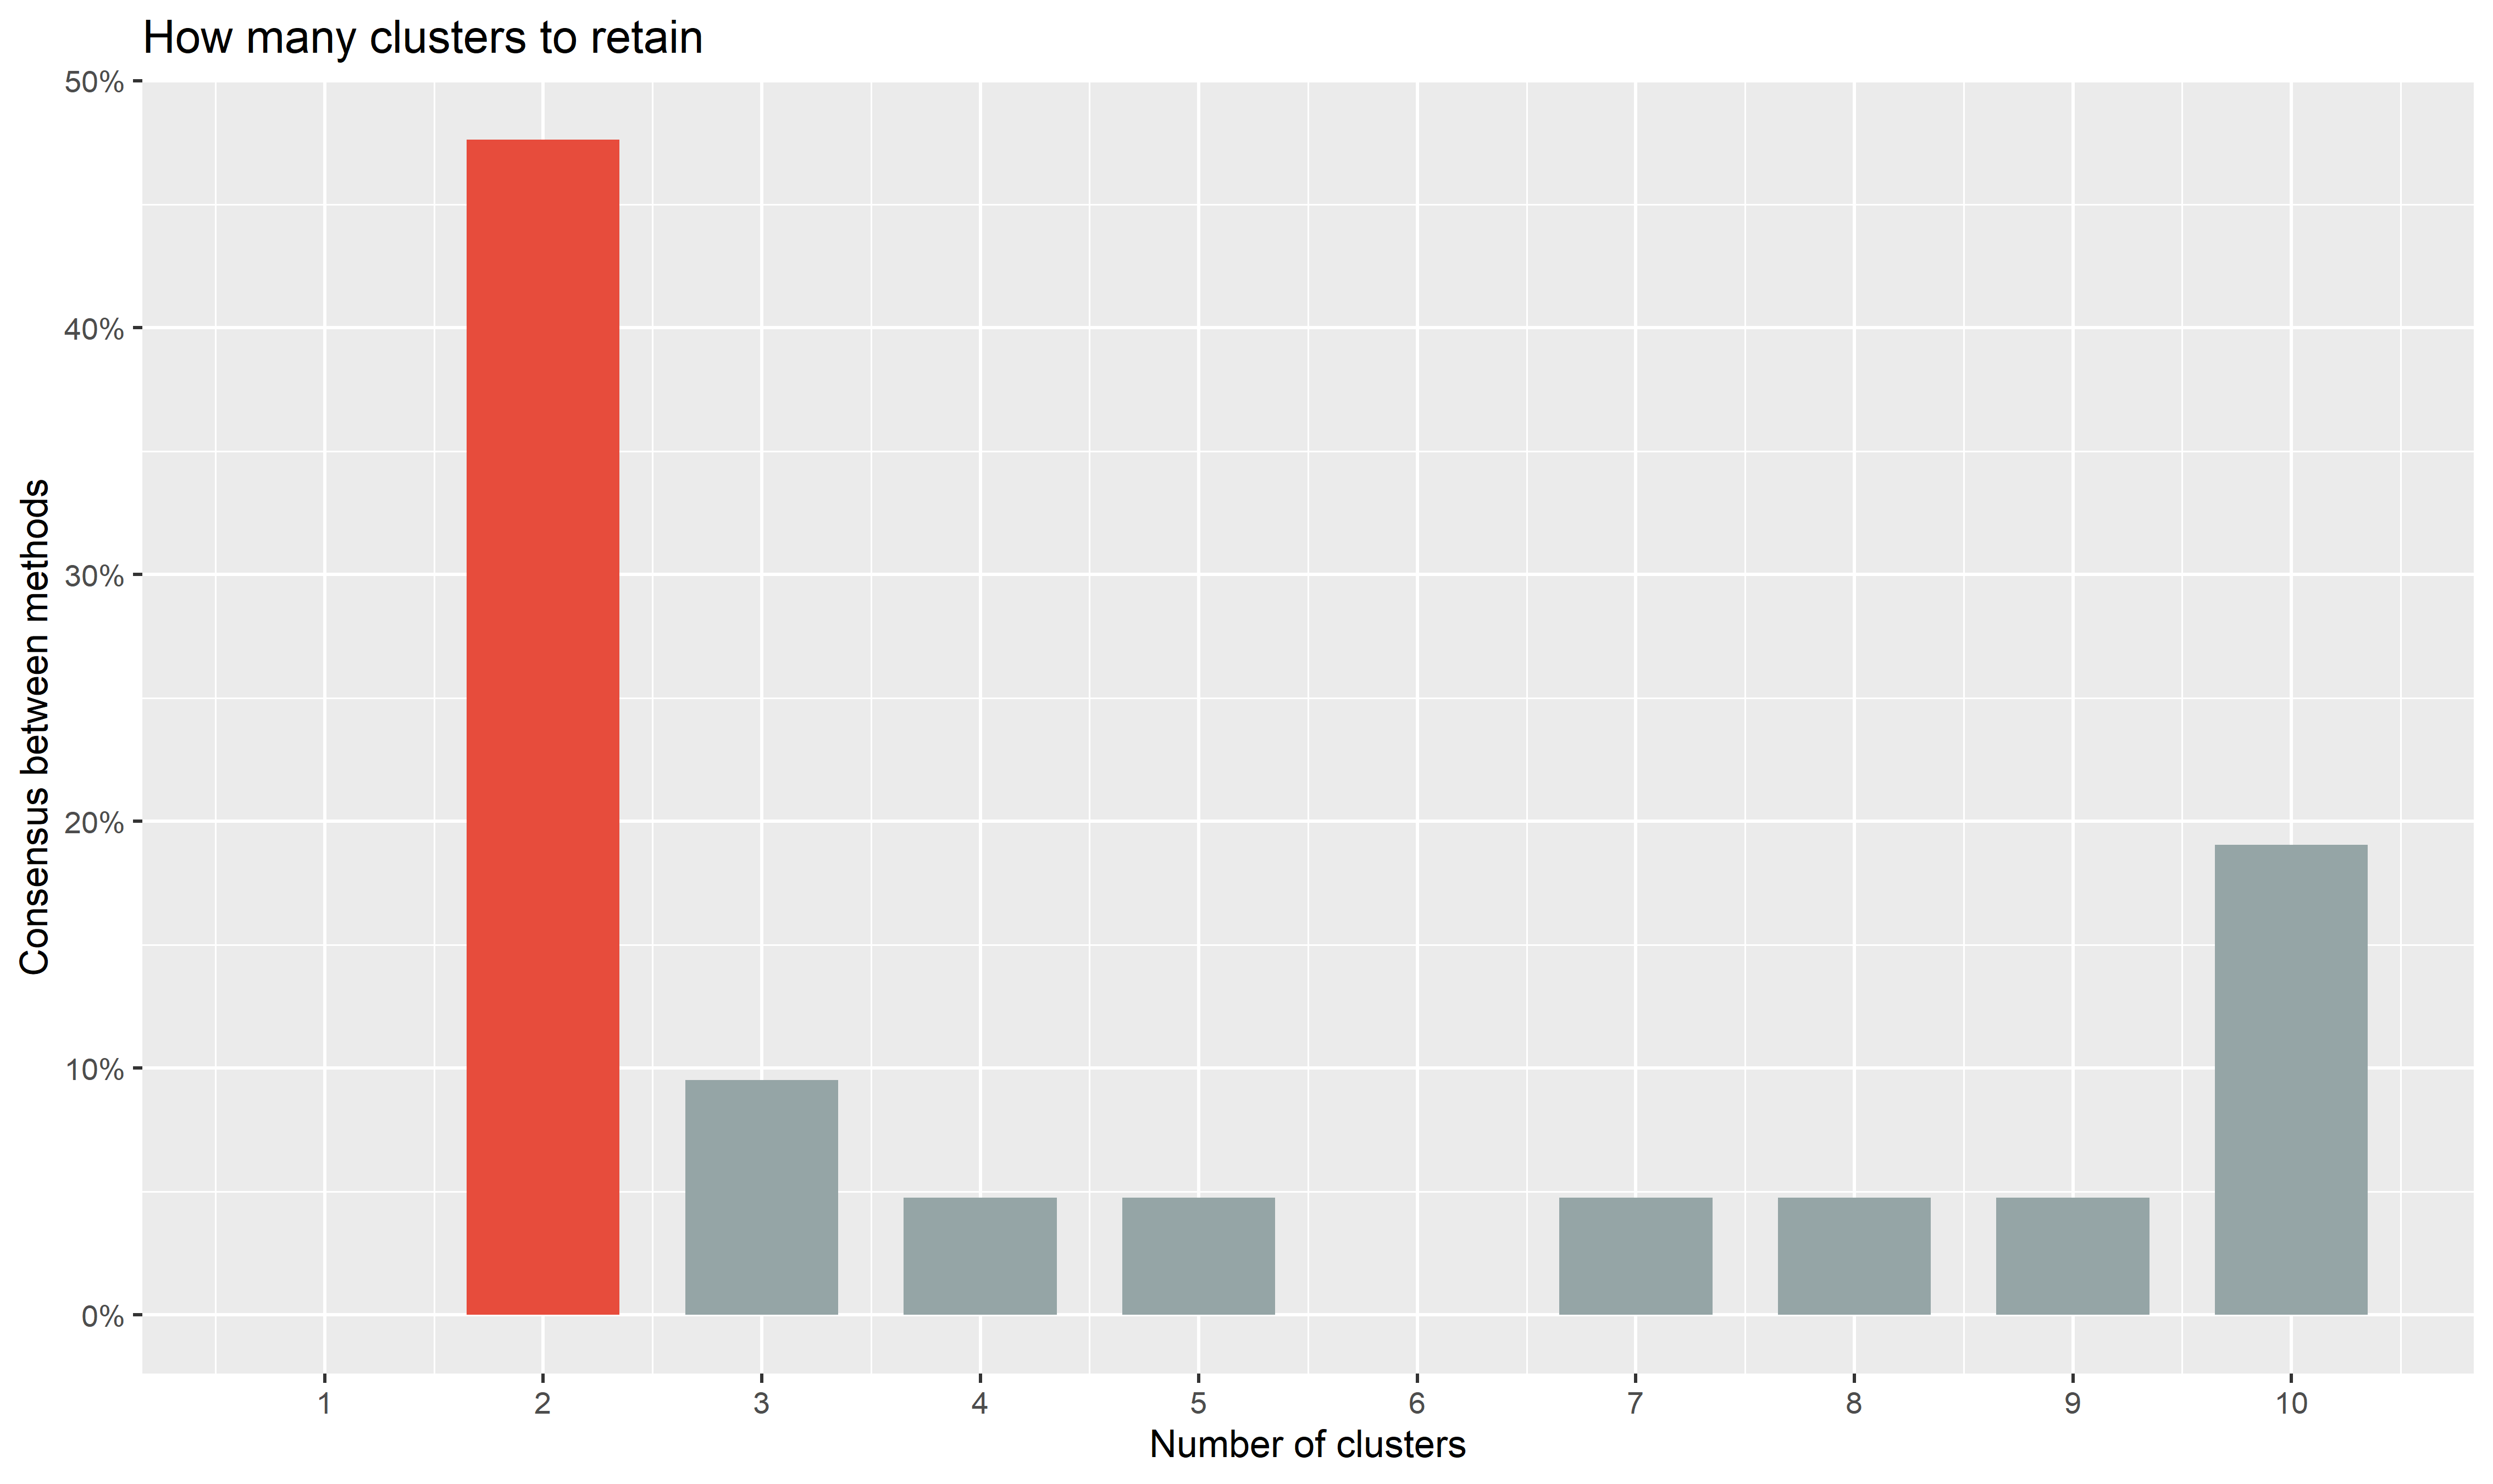 How many clusters to retain
50%
40%
30%
20%
10%
0%
Consensus between methods
1 2 3 4 5 6 7 8 9 10
Number of clusters